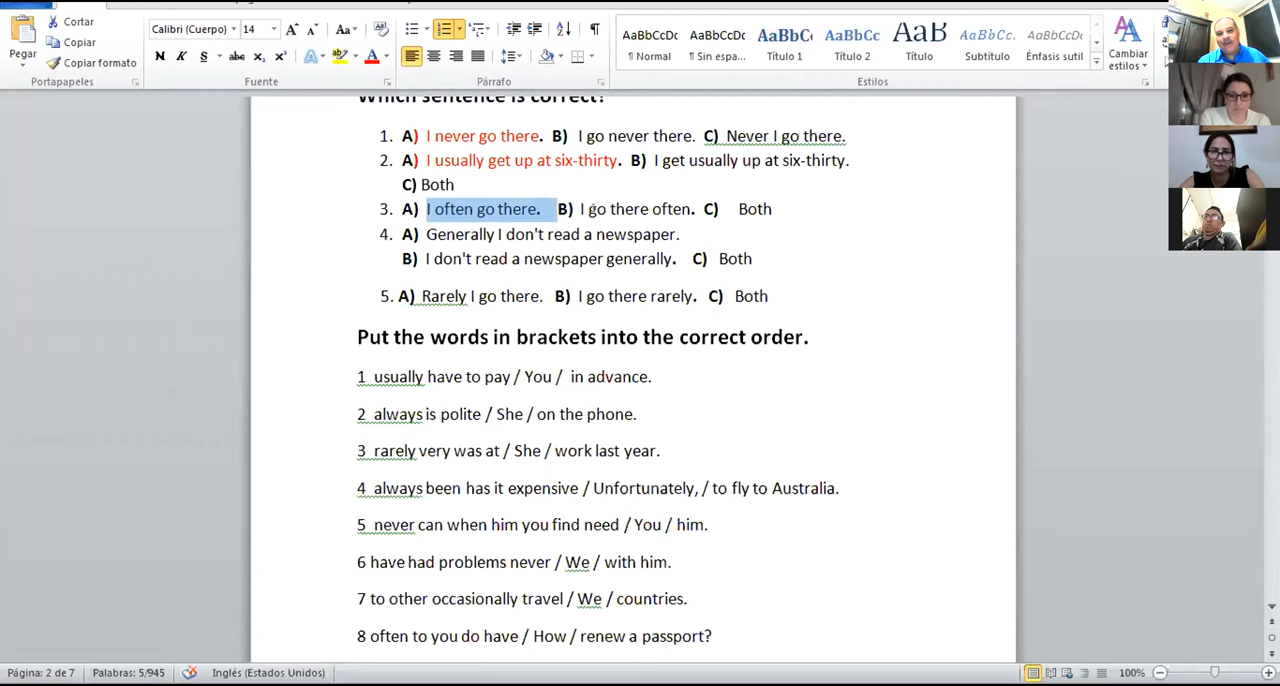 Cortar
Copiar
Pegar
Copiar formato
Portapapeles
Calibri (Cuerpo)
14
A A Aa
N K S abc x₂ x² A ab A
Fuente
Párrafo
AaBbCcDc AaBbCcDc AaBbC AaBbCc AaB AaBbCc. AaBbCcDc
¶ Normal ¶ Sin espa... Título 1 Título 2 Título Subtítulo Énfasis sutil
Cambiar estilos
Estilos
Which sentence is correct?
1. A) I never go there. B) I go never there. C) Never I go there.
2. A) I usually get up at six-thirty. B) I get usually up at six-thirty.
C) Both
3. A) I often go there. B) I go there often. C) Both
4. A) Generally I don't read a newspaper.
B) I don't read a newspaper generally. C) Both
5. A) Rarely I go there. B) I go there rarely. C) Both
Put the words in brackets into the correct order.
1 usually have to pay / You / in advance.
2 always is polite / She / on the phone.
3 rarely very was at / She / work last year.
4 always been has it expensive / Unfortunately, / to fly to Australia.
5 never can when him you find need / You / him.
6 have had problems never / We / with him.
7 to other occasionally travel / We / countries.
8 often to you do have / How / renew a passport?
Página: 2 de 7 Palabras: 5/945 Inglés (Estados Unidos) 100%